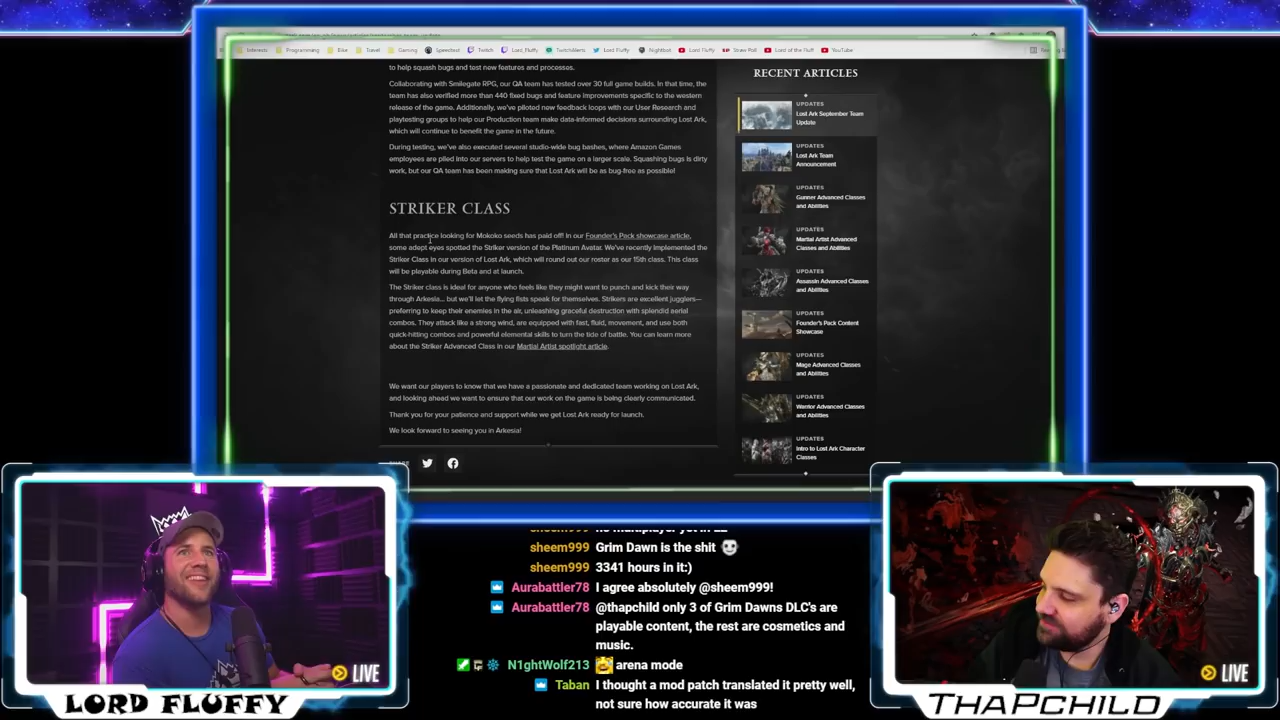 Interests Programming Bike Travel Gaming Speedtest Twitch Lord_Fluffy TwitchAlerts Lord Fluffy Nightbot Lord Fluffy Straw Poll Lord of the Fluff YouTube
to help squash bugs and test new features and processes.
Collaborating with Smilegate RPG, our QA team has tested over 30 full game builds. In that time, the
team has also verified more than 440 fixed bugs and feature improvements specific to the western
release of the game. Additionally, we've piloted new feedback loops with our User Research and
playtesting groups to help our Production team make data-informed decisions surrounding Lost Ark,
which will continue to benefit the game in the future.
During testing, we've also executed several studio-wide bug bashes, where Amazon Games
employees are piled into our servers to help test the game on a larger scale. Squashing bugs is dirty
work, but our QA team has been making sure that Lost Ark will be as bug-free as possible!
STRIKER CLASS
All that practice looking for Mokoko seeds has paid off! In our Founder's Pack showcase article,
some adept eyes spotted the Striker version of the Platinum Avatar. We've recently implemented the
Striker Class in our version of Lost Ark, which will round out our roster as our 15th class. This class
will be playable during Beta and at launch.
The Striker class is ideal for anyone who feels like they might want to punch and kick their way
through Arkesia... but we'll let the flying fists speak for themselves. Strikers are excellent jugglers—
preferring to keep their enemies in the air, unleashing graceful destruction with splendid aerial
combos. They attack like a strong wind, are equipped with fast, fluid, movement, and use both
quick-hitting combos and powerful elemental skills to turn the tide of battle. You can learn more
about the Striker Advanced Class in our Martial Artist spotlight article.
We want our players to know that we have a passionate and dedicated team working on Lost Ark,
and looking ahead we want to ensure that our work on the game is being clearly communicated.
Thank you for your patience and support while we get Lost Ark ready for launch.
We look forward to seeing you in Arkesia!
RECENT ARTICLES
UPDATES
Lost Ark September Team
Update
UPDATES
Lost Ark Team
Announcement
UPDATES
Gunner Advanced Classes
and Abilities
UPDATES
Martial Artist Advanced
Classes and Abilities
UPDATES
Assassin Advanced Classes
and Abilities
UPDATES
Founder's Pack Content
Showcase
UPDATES
Mage Advanced Classes
and Abilities
UPDATES
Warrior Advanced Classes
and Abilities
UPDATES
Intro to Lost Ark Character
Classes
sheem999 Grim Dawn is the shit
sheem999 3341 hours in it:)
Aurabattler78 I agree absolutely @sheem999!
Aurabattler78 @thapchild only 3 of Grim Dawns DLC's are
playable content, the rest are cosmetics and
music.
N1ghtWolf213 arena mode
Taban I thought a mod patch translated it pretty well,
not sure how accurate it was
LIVE
LORD FLUFFY
LIVE
THAPCHILD